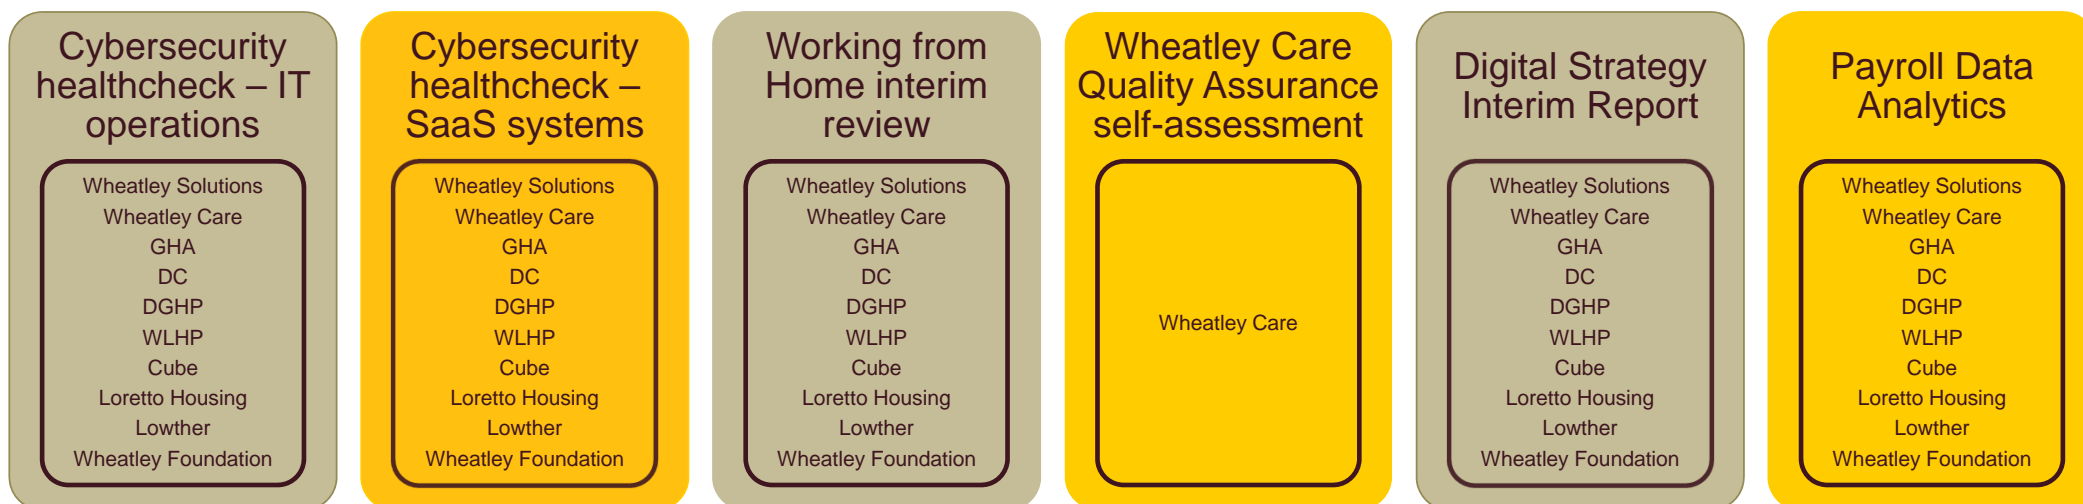 Cybersecurity
healthcheck – IT
operations
Wheatley Solutions
Wheatley Care
GHA
DC
DGHP
WLHP
Cube
Loretto Housing
Lowther
Wheatley Foundation
Cybersecurity
healthcheck –
SaaS systems
Wheatley Solutions
Wheatley Care
GHA
DC
DGHP
WLHP
Cube
Loretto Housing
Lowther
Wheatley Foundation
Working from
Home interim
review
Wheatley Solutions
Wheatley Care
GHA
DC
DGHP
WLHP
Cube
Loretto Housing
Lowther
Wheatley Foundation
Wheatley Care
Quality Assurance
self-assessment
Wheatley Care
Digital Strategy
Interim Report
Wheatley Solutions
Wheatley Care
GHA
DC
DGHP
WLHP
Cube
Loretto Housing
Lowther
Wheatley Foundation
Payroll Data
Analytics
Wheatley Solutions
Wheatley Care
GHA
DC
DGHP
WLHP
Cube
Loretto Housing
Lowther
Wheatley Foundation